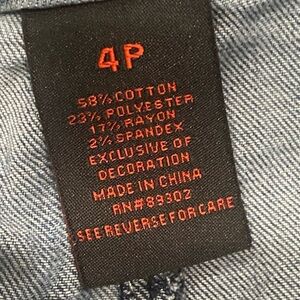 4P
58% COTTON
23% POLYESTER
17% RAYON
2% SPANDEX
EXCLUSIVE OF
DECORATION
MADE IN CHINA
RN#89302
SEE REVERSE FOR CARE